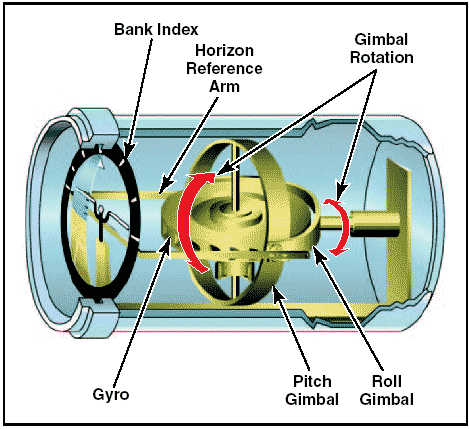 Bank Index
Horizon
Reference
Arm
Gimbal
Rotation
Gyro
Pitch
Gimbal
Roll
Gimbal